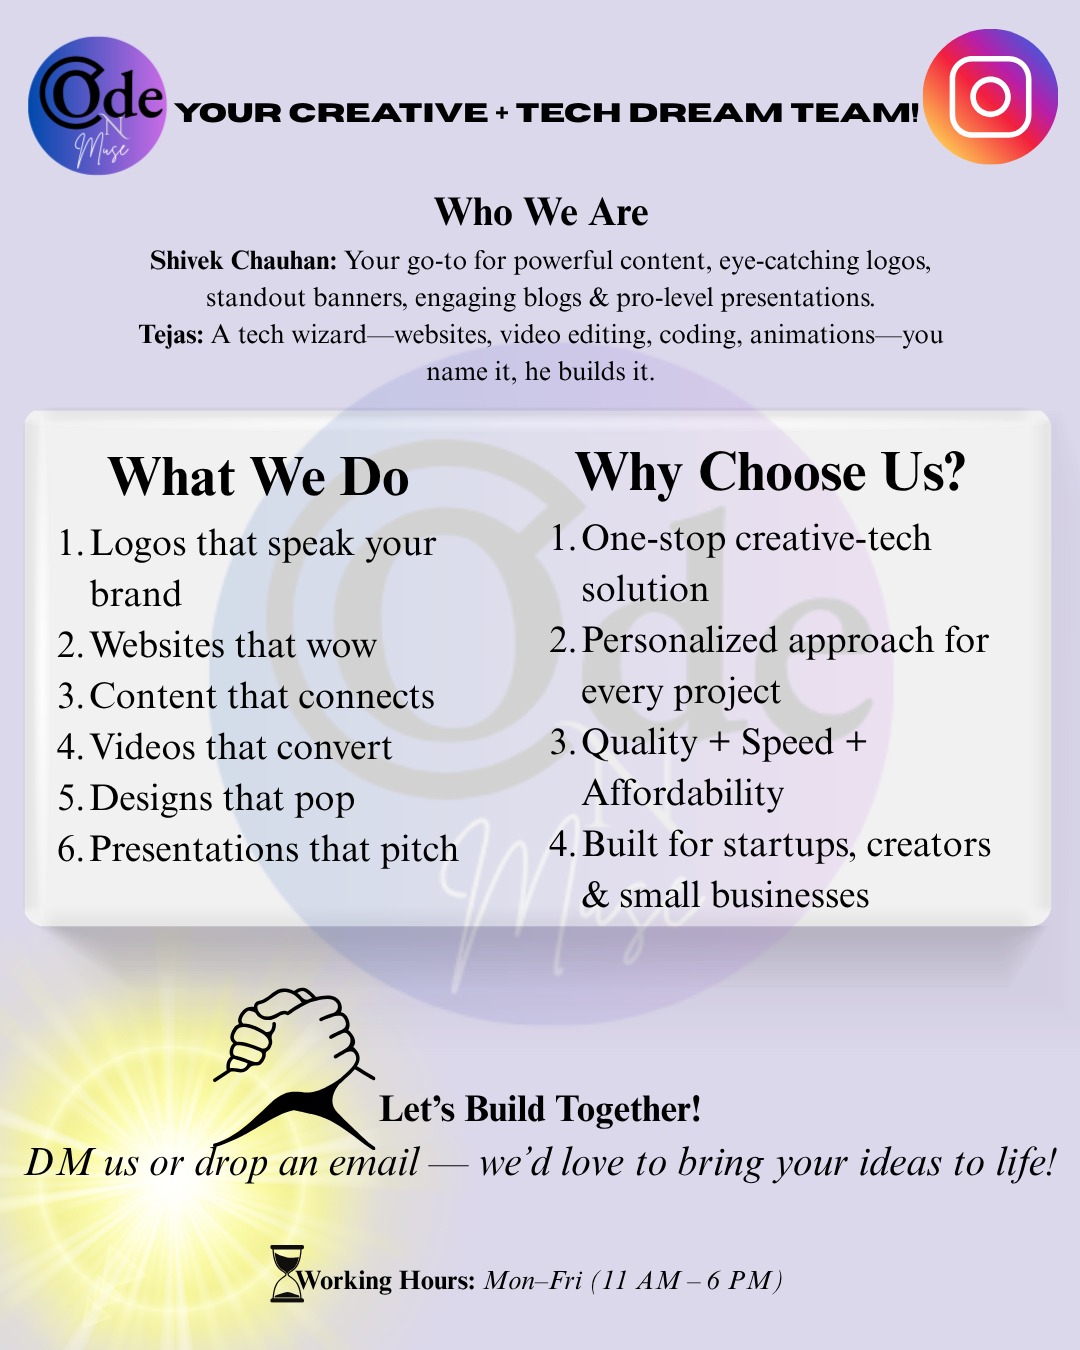 Code
N
Muse
YOUR CREATIVE + TECH DREAM TEAM!
Who We Are
Shivek Chauhan: Your go-to for powerful content, eye-catching logos,
standout banners, engaging blogs & pro-level presentations.
Tejas: A tech wizard—websites, video editing, coding, animations—you
name it, he builds it.
What We Do
1. Logos that speak your
brand
2. Websites that wow
3. Content that connects
4. Videos that convert
5. Designs that pop
6. Presentations that pitch
Why Choose Us?
1. One-stop creative-tech
solution
2. Personalized approach for
every project
3. Quality + Speed +
Affordability
4. Built for startups, creators
& small businesses
Code
N
Muse
Let's Build Together!
DM us or drop an email — we'd love to bring your ideas to life!
Working Hours: Mon–Fri (11 AM – 6 PM)